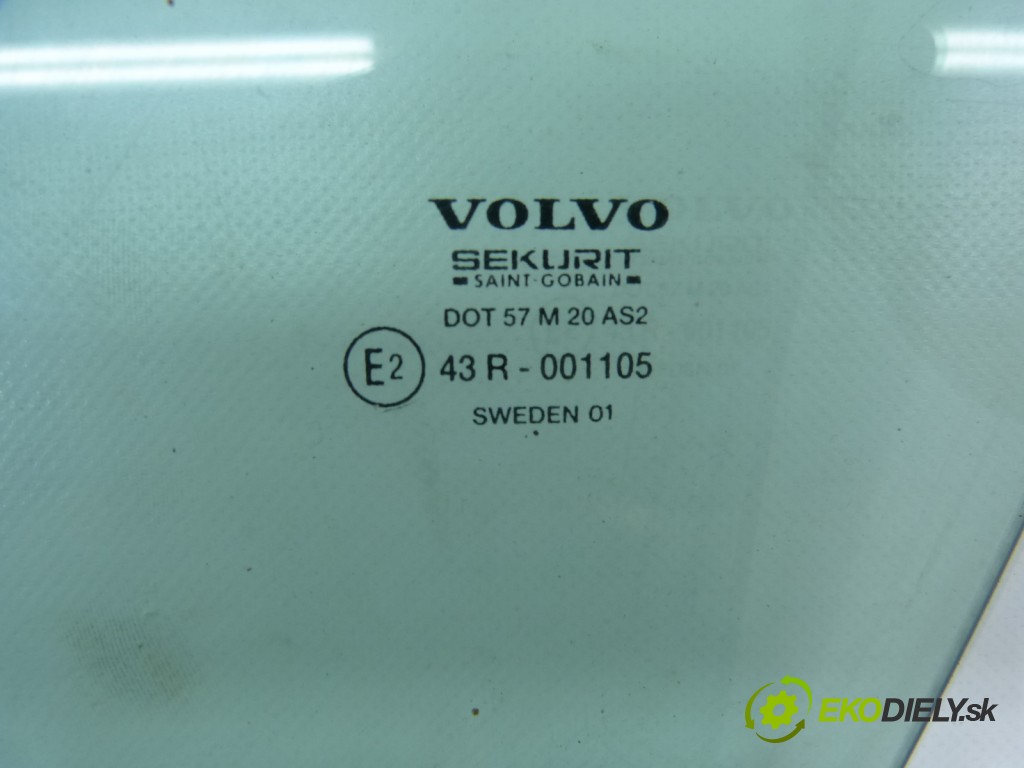 VOLVO
SEKURIT
SAINT-GOBAIN
DOT 57 M 20 AS2
E2 43 R - 001105
SWEDEN 01
EKODIELY.sk